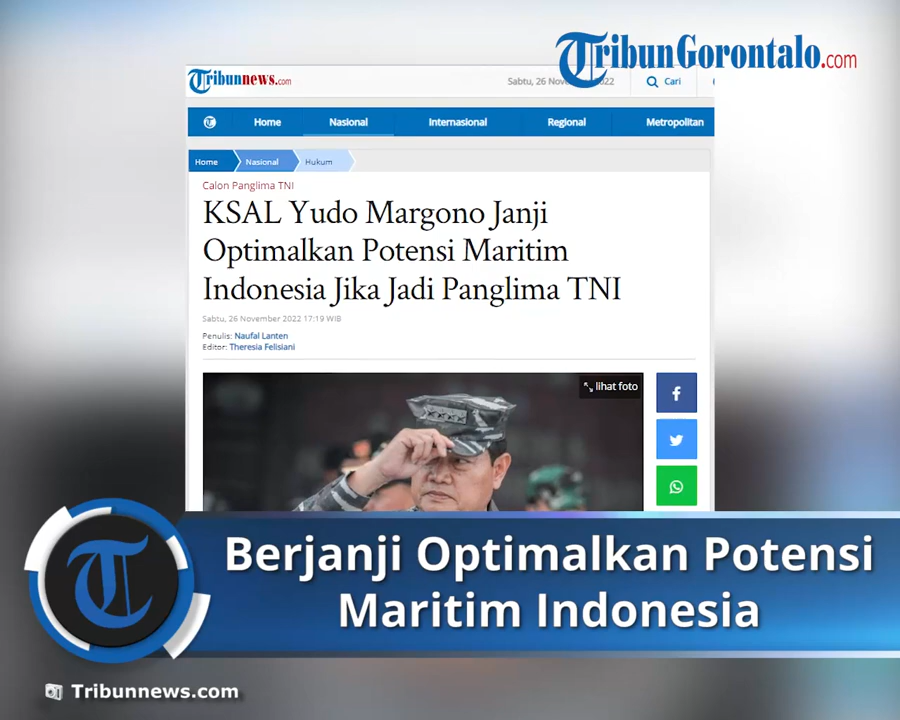 TribunGorontalo.com
Tribunnews.com
Sabtu, 26 Nove 22
Cari
Home Nasional Internasional Regional Metropolitan
Home Nasional Hukum
Calon Panglima TNI
KSAL Yudo Margono Janji
Optimalkan Potensi Maritim
Indonesia Jika Jadi Panglima TNI
Sabtu, 26 November 2022 17:19 WIB
Penulis: Naufal Lanten
Editor: Theresia Felisiani
lihat foto
Berjanji Optimalkan Potensi
Maritim Indonesia
Tribunnews.com